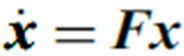 ẋ = Fx